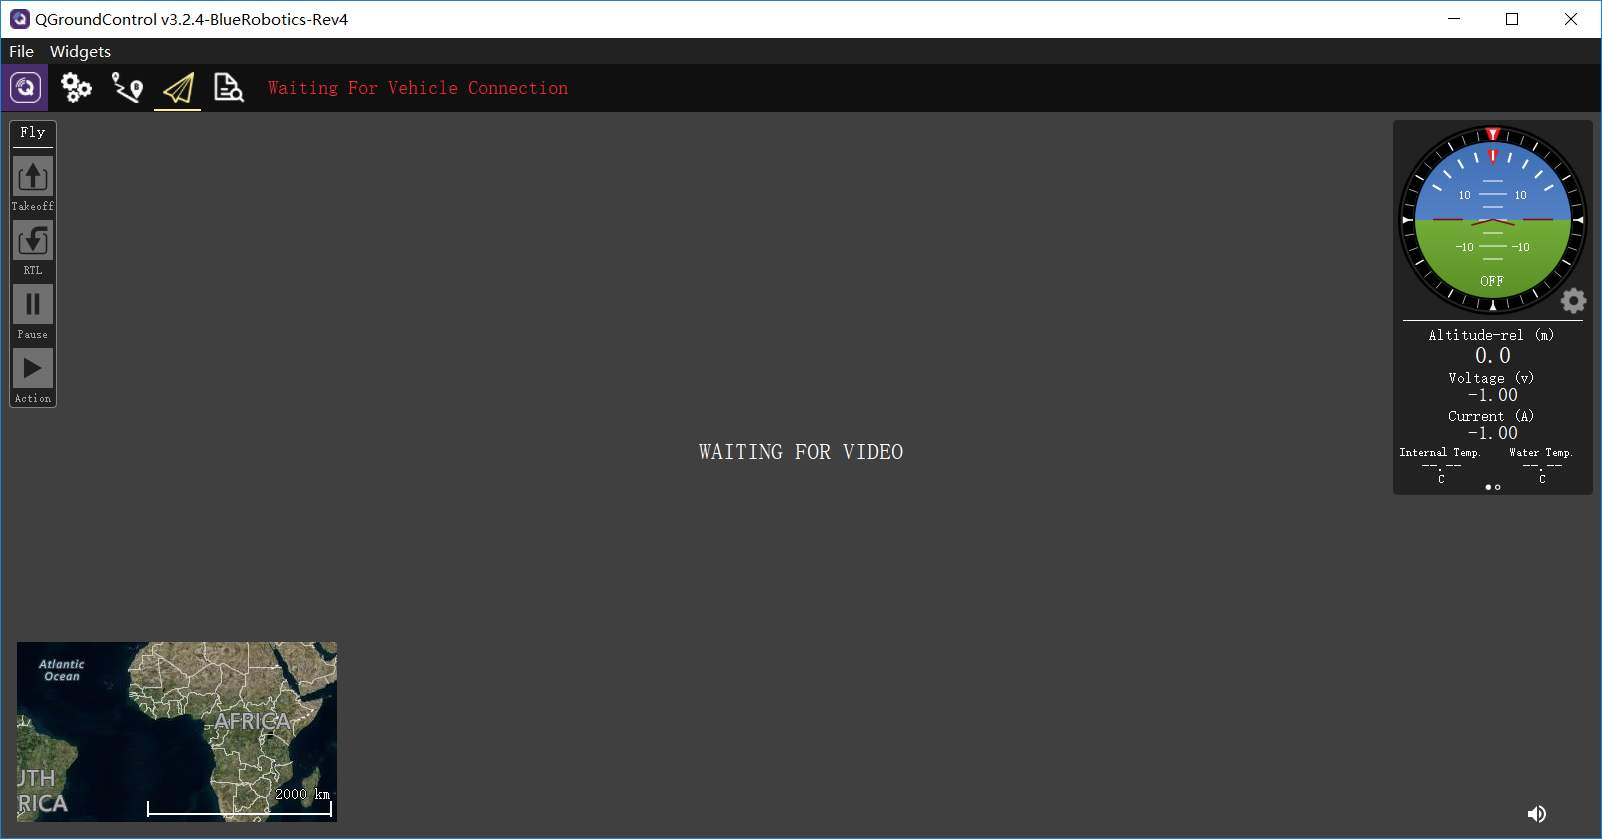 QGroundControl v3.2.4-BlueRobotics-Rev4
File Widgets
Waiting For Vehicle Connection
Fly
Takeoff
RTL
Pause
Action
10 10
-10 -10
OFF
Altitude-rel (m)
0.0
Voltage (v)
-1.00
Current (A)
-1.00
Internal Temp. Water Temp.
--.-- --.--
C C
WAITING FOR VIDEO
Atlantic
Ocean
AFRICA
UTH
RICA
2000 km